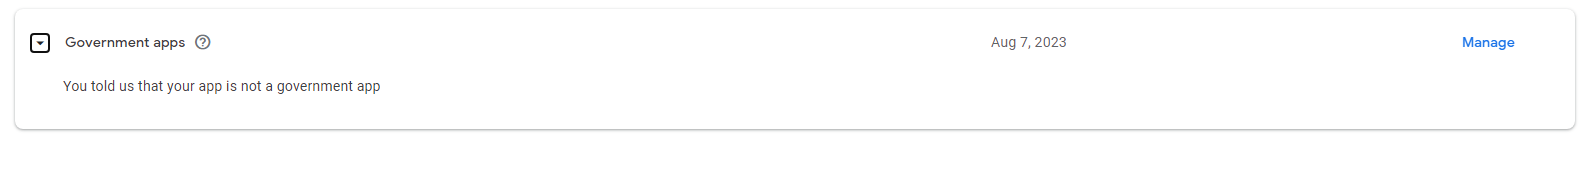 Government apps
Aug 7, 2023
Manage
You told us that your app is not a government app